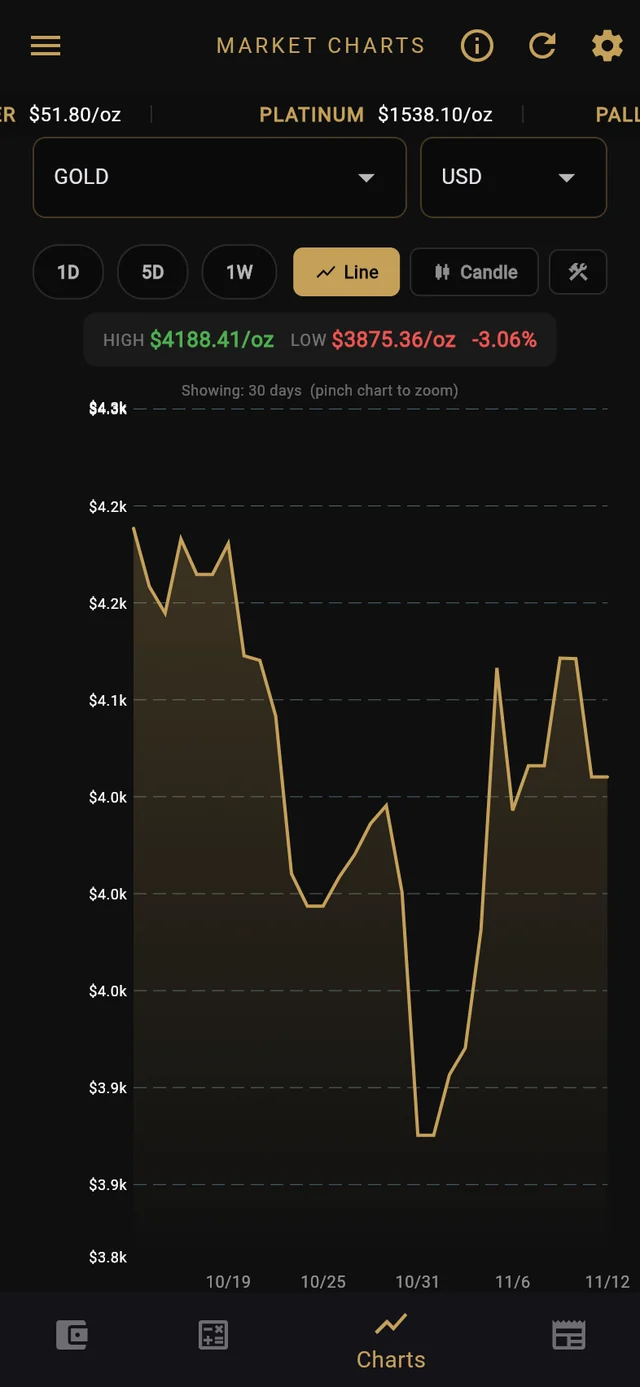 MARKET CHARTS
ER $51.80/oz PLATINUM $1538.10/oz PALL
GOLD USD
1D 5D 1W Line Candle
HIGH $4188.41/oz LOW $3875.36/oz -3.06%
Showing: 30 days (pinch chart to zoom)
$4.3k
$4.2k
$4.2k
$4.1k
$4.0k
$4.0k
$4.0k
$3.9k
$3.9k
$3.8k
10/19 10/25 10/31 11/6 11/12
Charts